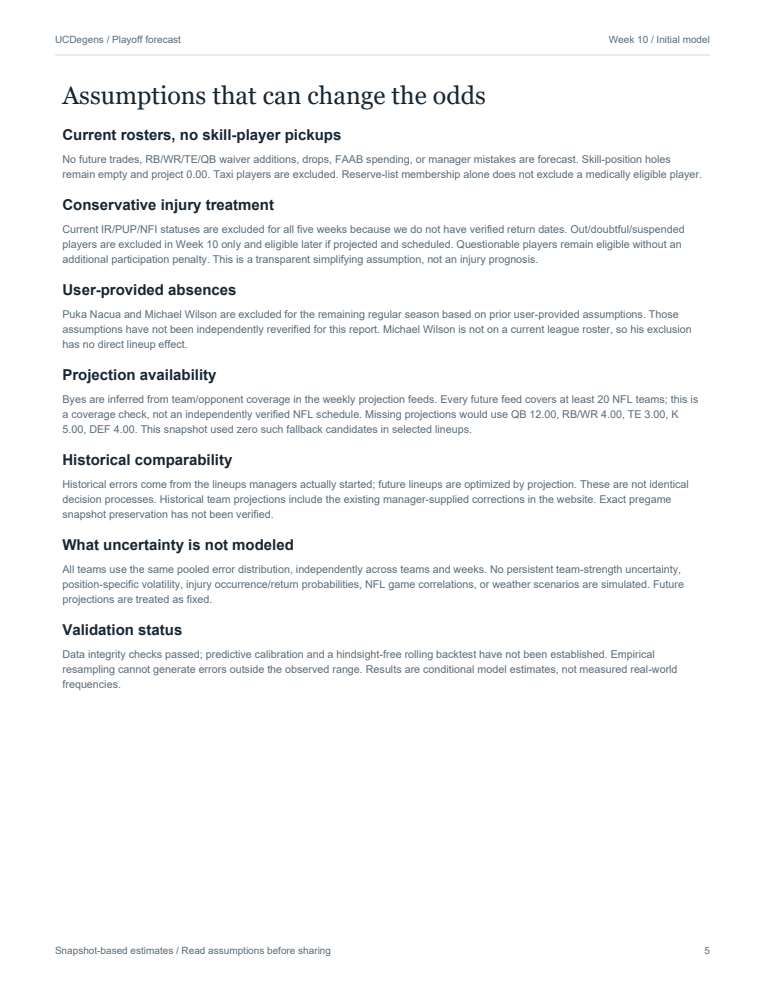 UCDegens / Playoff forecast
Week 10 / Initial model
Assumptions that can change the odds
Current rosters, no skill-player pickups
No future trades, RB/WR/TE/QB waiver additions, drops, FAAB spending, or manager mistakes are forecast. Skill-position holes
remain empty and project 0.00. Taxi players are excluded. Reserve-list membership alone does not exclude a medically eligible player.
Conservative injury treatment
Current IR/PUP/NFI statuses are excluded for all five weeks because we do not have verified return dates. Out/doubtful/suspended
players are excluded in Week 10 only and eligible later if projected and scheduled. Questionable players remain eligible without an
additional participation penalty. This is a transparent simplifying assumption, not an injury prognosis.
User-provided absences
Puka Nacua and Michael Wilson are excluded for the remaining regular season based on prior user-provided assumptions. Those
assumptions have not been independently reverified for this report. Michael Wilson is not on a current league roster, so his exclusion
has no direct lineup effect.
Projection availability
Byes are inferred from team/opponent coverage in the weekly projection feeds. Every future feed covers at least 20 NFL teams; this is
a coverage check, not an independently verified NFL schedule. Missing projections would use QB 12.00, RB/WR 4.00, TE 3.00, K
5.00, DEF 4.00. This snapshot used zero such fallback candidates in selected lineups.
Historical comparability
Historical errors come from the lineups managers actually started; future lineups are optimized by projection. These are not identical
decision processes. Historical team projections include the existing manager-supplied corrections in the website. Exact pregame
snapshot preservation has not been verified.
What uncertainty is not modeled
All teams use the same pooled error distribution, independently across teams and weeks. No persistent team-strength uncertainty,
position-specific volatility, injury occurrence/return probabilities, NFL game correlations, or weather scenarios are simulated. Future
projections are treated as fixed.
Validation status
Data integrity checks passed; predictive calibration and a hindsight-free rolling backtest have not been established. Empirical
resampling cannot generate errors outside the observed range. Results are conditional model estimates, not measured real-world
frequencies.
Snapshot-based estimates / Read assumptions before sharing
5